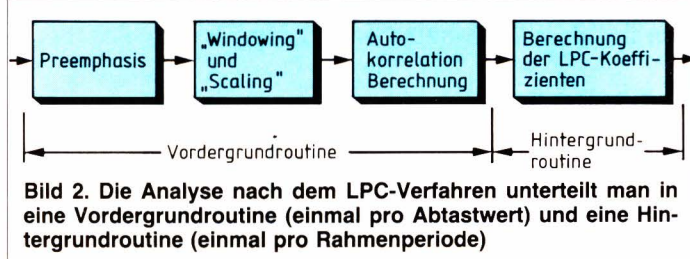 Preemphasis
„Windowing"
und
„Scaling"
Auto-
korrelation
Berechnung
Berechnung
der LPC-Koeffi-
zienten
Vordergrundroutine
Hintergrund-
routine
Bild 2. Die Analyse nach dem LPC-Verfahren unterteilt man in
eine Vordergrundroutine (einmal pro Abtastwert) und eine Hin-
tergrundroutine (einmal pro Rahmenperiode)